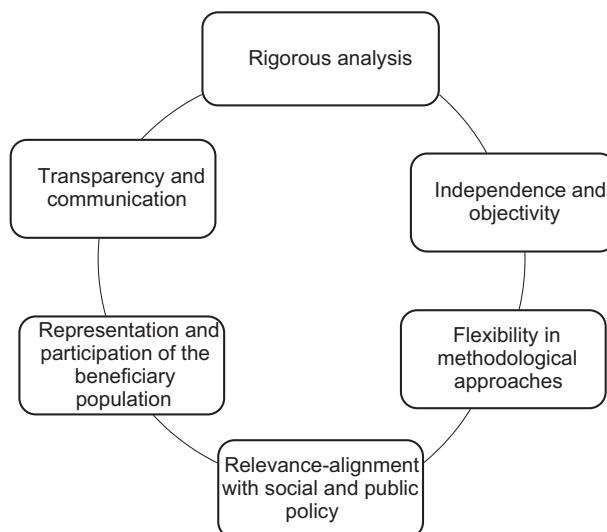 Rigorous analysis
Independence and
objectivity
Flexibility in
methodological
approaches
Relevance-alignment
with social and public
policy
Representation and
participation of the
beneficiary
population
Transparency and
communication